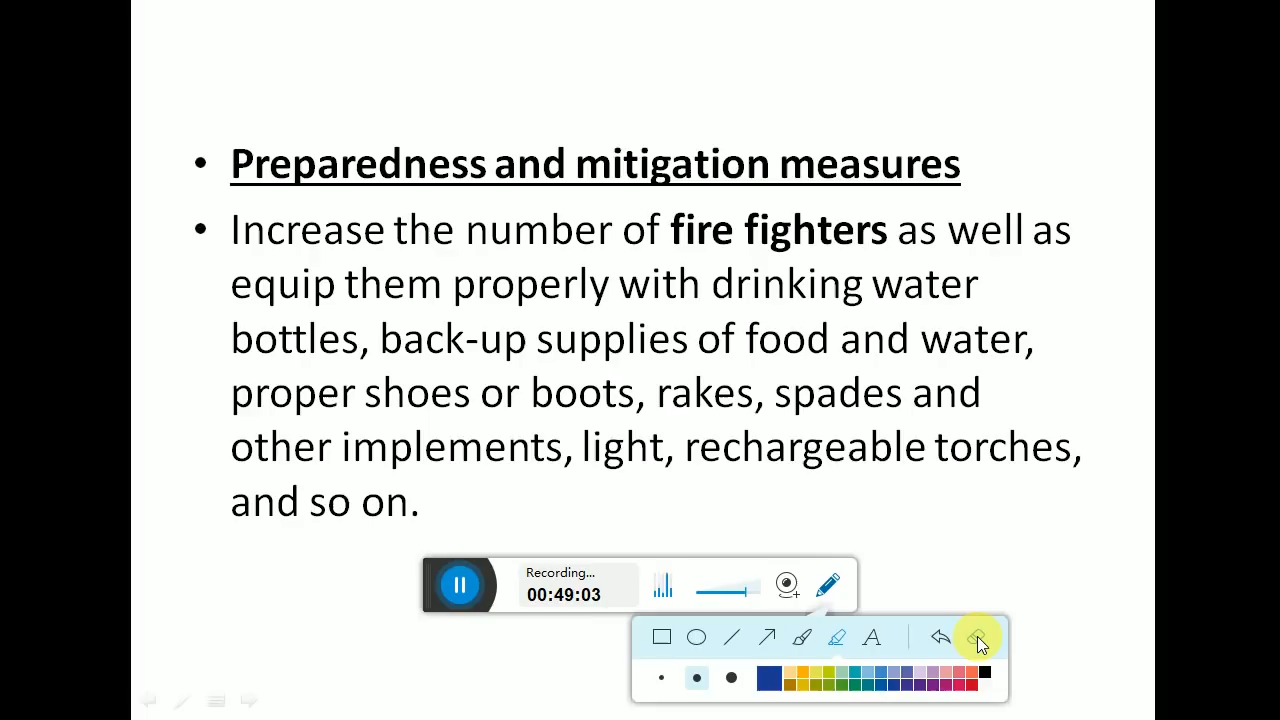 • Preparedness and mitigation measures
• Increase the number of fire fighters as well as
equip them properly with drinking water
bottles, back-up supplies of food and water,
proper shoes or boots, rakes, spades and
other implements, light, rechargeable torches,
and so on.
Recording...
00:49:03
A